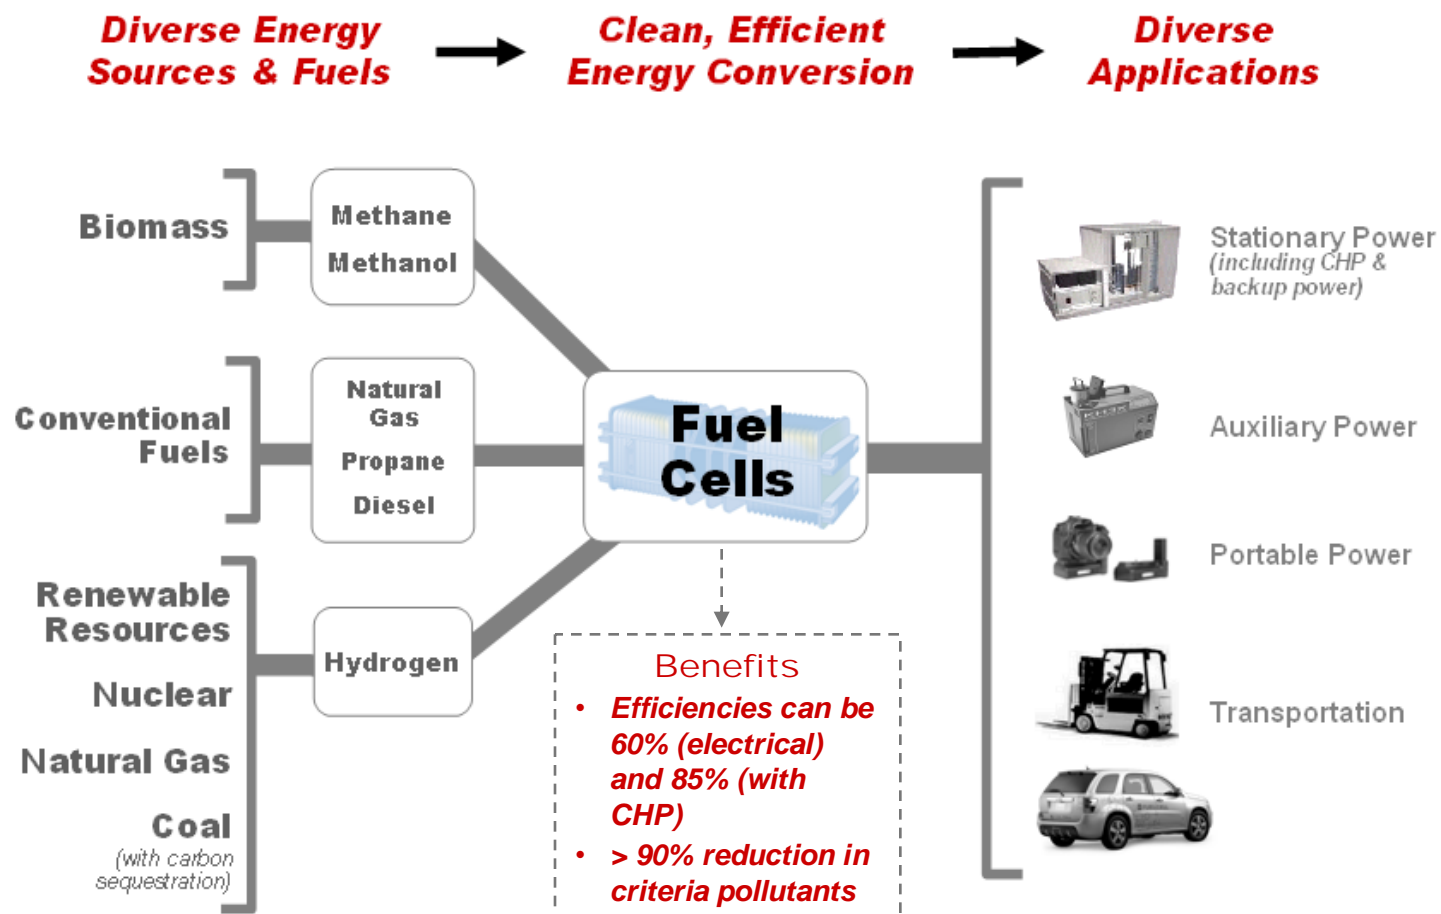 Diverse Energy
Sources & Fuels
Clean, Efficient
Energy Conversion
Diverse
Applications
Biomass
Methane
Methanol
Conventional
Fuels
Natural
Gas
Propane
Diesel
Renewable
Resources
Nuclear
Natural Gas
Coal
(with carbon
sequestration)
Hydrogen
Fuel
Cells
Benefits
• Efficiencies can be
60% (electrical)
and 85% (with
CHP)
• > 90% reduction in
criteria pollutants
Stationary Power
(including CHP &
backup power)
Auxiliary Power
Portable Power
Transportation